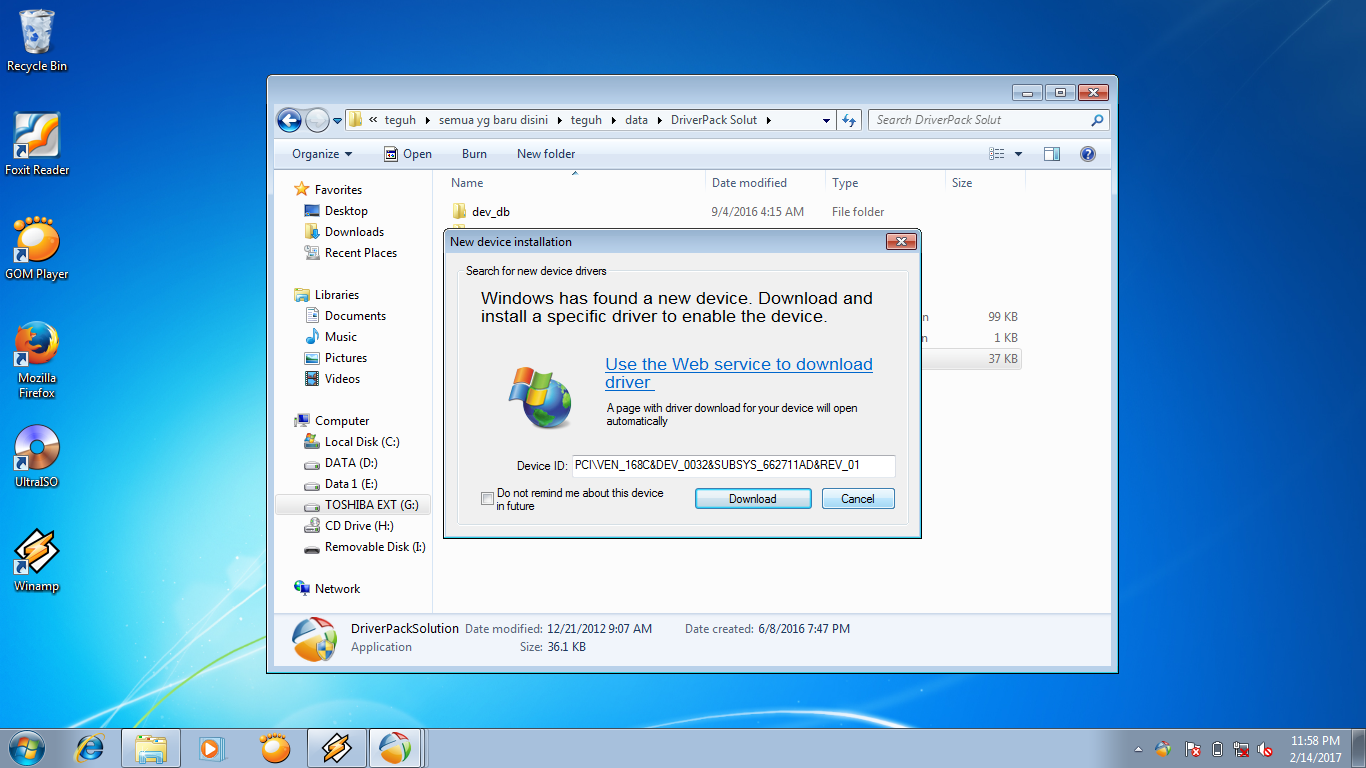 Recycle Bin
Foxit Reader
GOM Player
Mozilla
Firefox
UltraISO
Winamp
« teguh semua yg baru disini teguh data DriverPack Solut
Search DriverPack Solut
Organize Open Burn New folder
Name Date modified Type Size
Favorites
Desktop
Downloads
Recent Places
Libraries
Documents
Music
Pictures
Videos
Computer
Local Disk (C:)
DATA (D:)
Data 1 (E:)
TOSHIBA EXT (G:)
CD Drive (H:)
Removable Disk (I:)
Network
dev_db 9/4/2016 4:15 AM File folder
n 99 KB
n 1 KB
37 KB
New device installation
Search for new device drivers
Windows has found a new device. Download and
install a specific driver to enable the device.
Use the Web service to download
driver
A page with driver download for your device will open
automatically
Device ID: PCI\VEN_168C&DEV_0032&SUBSYS_662711AD&REV_01
Do not remind me about this device
in future
Download Cancel
DriverPackSolution Date modified: 12/21/2012 9:07 AM Date created: 6/8/2016 7:47 PM
Application Size: 36.1 KB
11:58 PM
2/14/2017